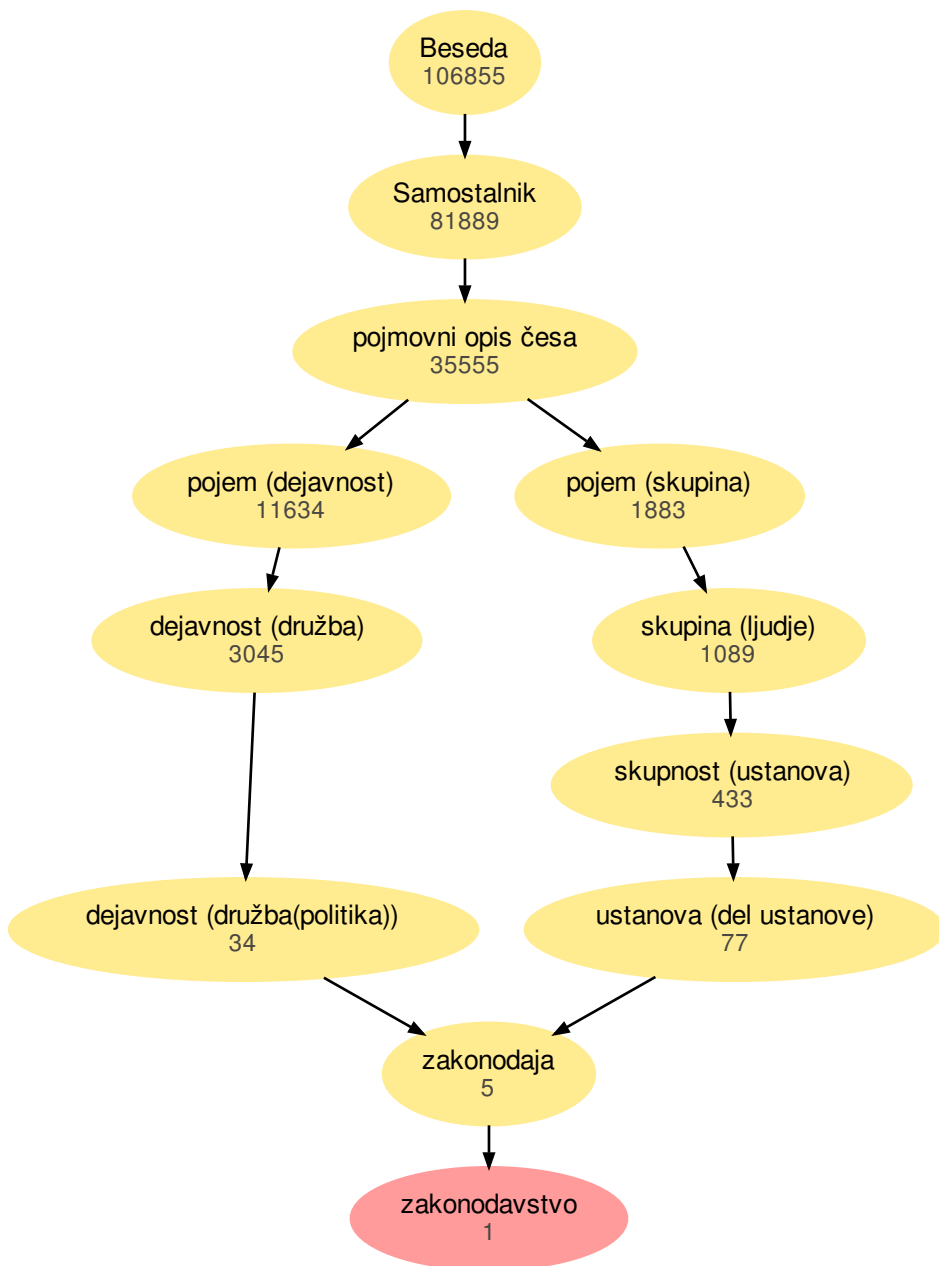 Beseda
106855
Samostalnik
81889
pojmovni opis česa
35555
pojem (dejavnost)
11634
pojem (skupina)
1883
dejavnost (družba)
3045
skupina (ljudje)
1089
skupnost (ustanova)
433
dejavnost (družba(politika))
34
ustanova (del ustanove)
77
zakonodaja
5
zakonodavstvo
1